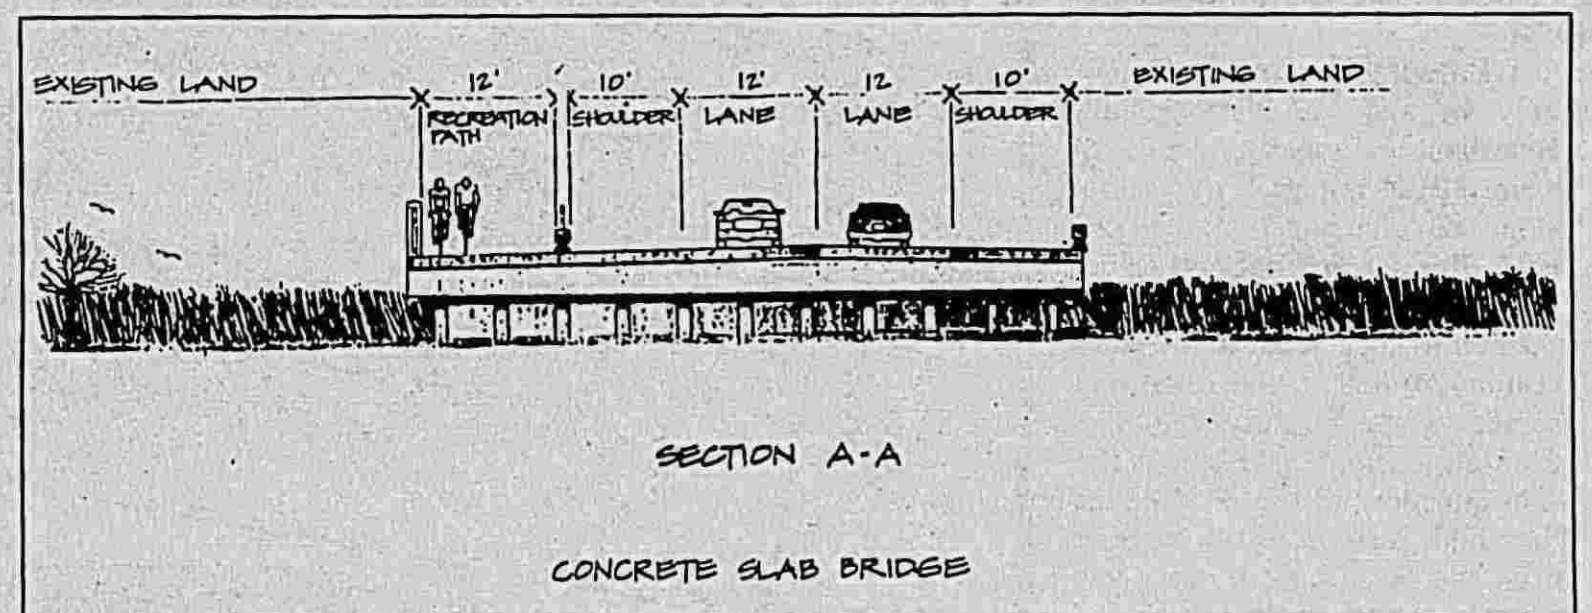 EXISTING LAND 12' 10' 12' 12 10' EXISTING LAND
RECREATION SHOULDER LANE LANE SHOULDER
PATH
SECTION A-A
CONCRETE SLAB BRIDGE